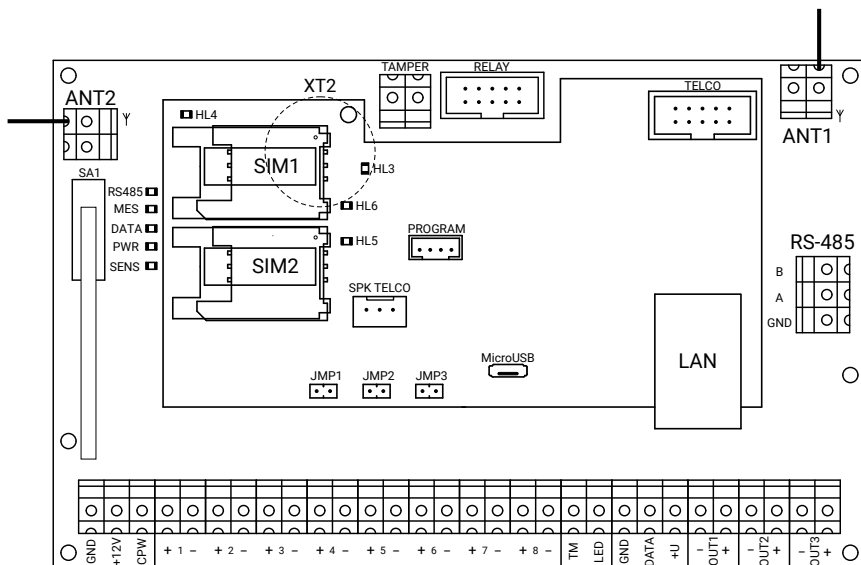 TAMPER
RELAY
XT2
TELCO
ANT2
HL4
ANT1
SIM1
HL3
SA1
RS485
MES
HL6
DATA
PROGRAM
PWR
HL5
RS-485
SENS
SIM2
B
A
GND
SPK TELCO
MicroUSB
LAN
JMP1 JMP2 JMP3
GND +12V CPW + 1 - + 2 - + 3 - + 4 - + 5 - + 6 - + 7 - + 8 - TM LED GND DATA +U - OUT1 + - OUT2 + - OUT3 +